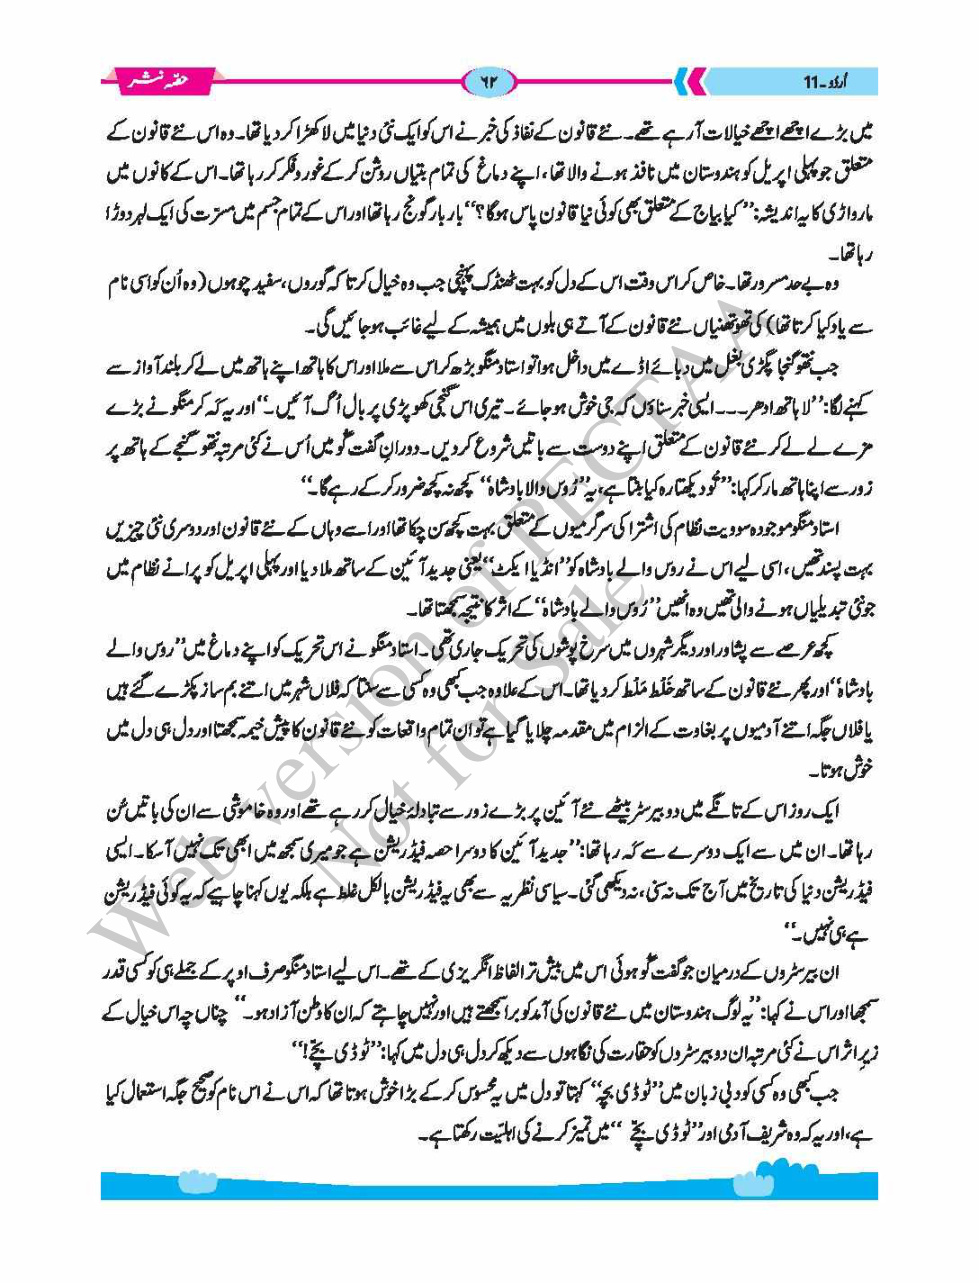 اُردو۔11
۶۲
حصّہ نثر
میں بڑے اچھے اچھے خیالات آ رہے تھے۔ نئے قانون کے نفاذ کی خبر نے اس کو ایک نئی دنیا میں لا کھڑا کر دیا تھا۔ وہ اس نئے قانون کے
متعلق جو پہلی اپریل کو ہندوستان میں نافذ ہونے والا تھا، اپنے دماغ کی تمام بتیاں روشن کر کے غور و فکر کر رہا تھا۔ اس کے کانوں میں
مارواڑی کا یہ اندیشہ: ’’کیا بیاج کے متعلق بھی کوئی نیا قانون پاس ہو گا؟‘‘ بار بار گونج رہا تھا اور اس کے تمام جسم میں مسرّت کی ایک لہر دوڑا
رہا تھا۔
وہ بے حد مسرور تھا۔ خاص کر اس وقت اس کے دل کو بہت ٹھنڈک پہنچی جب وہ خیال کرتا کہ گوروں، سفید چوہوں (وہ اُن کو اسی نام
سے یاد کیا کرتا تھا) کی تھوتھنیاں نئے قانون کے آتے ہی بلوں میں ہمیشہ کے لیے غائب ہو جائیں گی۔
جب نتھو گنجا پگڑی بغل میں دبائے اڈے میں داخل ہوا تو استاد منگو بڑھ کر اس سے ملا اور اس کا ہاتھ اپنے ہاتھ میں لے کر بلند آواز سے
کہنے لگا: ’’لا ہاتھ ادھر۔۔۔ ایسی خبر سناؤں کہ جی خوش ہو جائے۔ تیری اس گنجی کھوپڑی پر بال اُگ آئیں۔‘‘ اور یہ کَہ کر منگو نے بڑے
مزے لے لے کر نئے قانون کے متعلق اپنے دوست سے باتیں شروع کر دیں۔ دورانِ گفت گُو میں اُس نے کئی مرتبہ نتھو گنجے کے ہاتھ پر
زور سے اپنا ہاتھ مار کر کہا: ’’تُو دیکھتا رہ کیا بنتا ہے، یہ ’’رُوس والا بادشاہ‘‘ کچھ نہ کچھ ضرور کر کے رہے گا۔‘‘
استاد منگو موجودہ سوویت نظام کی اشتراکی سرگرمیوں کے متعلق بہت کچھ سن چکا تھا اور اسے وہاں کے نئے قانون اور دوسری نئی چیزیں
بہت پسند تھیں، اسی لیے اس نے روس والے بادشاہ کو ’’انڈیا ایکٹ‘‘ یعنی جدید آئین کے ساتھ ملا دیا اور پہلی اپریل کو پرانے نظام میں
جو نئی تبدیلیاں ہونے والی تھیں وہ انھیں ’’رُوس والے بادشاہ‘‘ کے اثر کا نتیجہ سمجھتا تھا۔
کچھ عرصے سے پشاور اور دیگر شہروں میں سرخ پوشوں کی تحریک جاری تھی۔ استاد منگو نے اس تحریک کو اپنے دماغ میں ’’روس والے
بادشاہ‘‘ اور پھر نئے قانون کے ساتھ خَلَط مَلَط کر دیا تھا۔ اس کے علاوہ جب کبھی وہ کسی سے سنتا کہ فلاں شہر میں اتنے بم ساز پکڑے گئے ہیں
یا فلاں جگہ اتنے آدمیوں پر بغاوت کے الزام میں مقدمہ چلایا گیا ہے تو ان تمام واقعات کو نئے قانون کا پیش خیمہ سمجھتا اور دل ہی دل میں
خوش ہوتا۔
ایک روز اس کے تانگے میں دو بیرسٹر بیٹھے نئے آئین پر بڑے زور سے تبادلۂ خیال کر رہے تھے اور وہ خاموشی سے ان کی باتیں سُن
رہا تھا۔ ان میں سے ایک دوسرے سے کَہ رہا تھا: ’’جدید آئین کا دوسرا حصہ فیڈریشن ہے جو میری سمجھ میں ابھی تک نہیں آسکا۔ ایسی
فیڈریشن دنیا کی تاریخ میں آج تک نہ سنی، نہ دیکھی گئی۔ سیاسی نظریہ سے بھی یہ فیڈریشن بالکل غلط ہے بلکہ یوں کہنا چاہیے کہ یہ کوئی فیڈریشن
ہے ہی نہیں۔‘‘
ان بیرسٹروں کے درمیان جو گفت گُو ہوئی اس میں بیش تر الفاظ انگریزی کے تھے۔ اس لیے استاد منگو صرف اوپر کے جملے ہی کو کسی قدر
سمجھا اور اس نے کہا: ’’یہ لوگ ہندوستان میں نئے قانون کی آمد کو برا سمجھتے ہیں اور نہیں چاہتے کہ ان کا وطن آزاد ہو۔‘‘ چناں چہ اس خیال کے
زیرِ اثر اس نے کئی مرتبہ ان دو بیرسٹروں کو حقارت کی نگاہوں سے دیکھ کر دل ہی دل میں کہا: ’’ٹوڈی بچّے!‘‘
جب کبھی وہ کسی کو دبی زبان میں ’’ٹوڈی بچہ‘‘ کہتا تو دل میں یہ محسوس کر کے بڑا خوش ہوتا تھا کہ اس نے اس نام کو صحیح جگہ استعمال کیا
ہے، اور یہ کہ وہ شریف آدمی اور ’’ٹوڈی بچّے‘‘ میں تمیز کرنے کی اہلیّت رکھتا ہے۔
Web version of PECTAA
Not for Sale